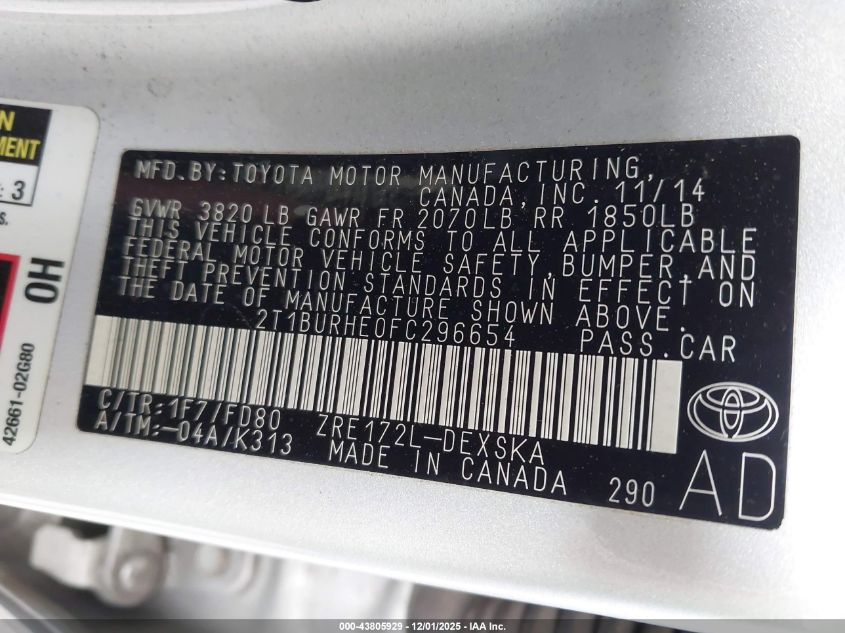 N
MENT
: 3
s.
OH
42661-02G80
MFD.BY:TOYOTA MOTOR MANUFACTURING,
CANADA,INC. 11/14
GVWR 3820 LB GAWR FR 2070LB RR 1850LB
THIS VEHICLE CONFORMS TO ALL APPLICABLE
FEDERAL MOTOR VEHICLE SAFETY,BUMPER,AND
THEFT PREVENTION STANDARDS IN EFFECT ON
THE DATE OF MANUFACTURE SHOWN ABOVE.
2T1BURHE0FC296654 PASS.CAR
C/TR:1F7/FD80 ZRE172L-DEXSKA
A/TM:-04A/K313 MADE IN CANADA 290
AD
000-43805929 - 12/01/2025 - IAA Inc.